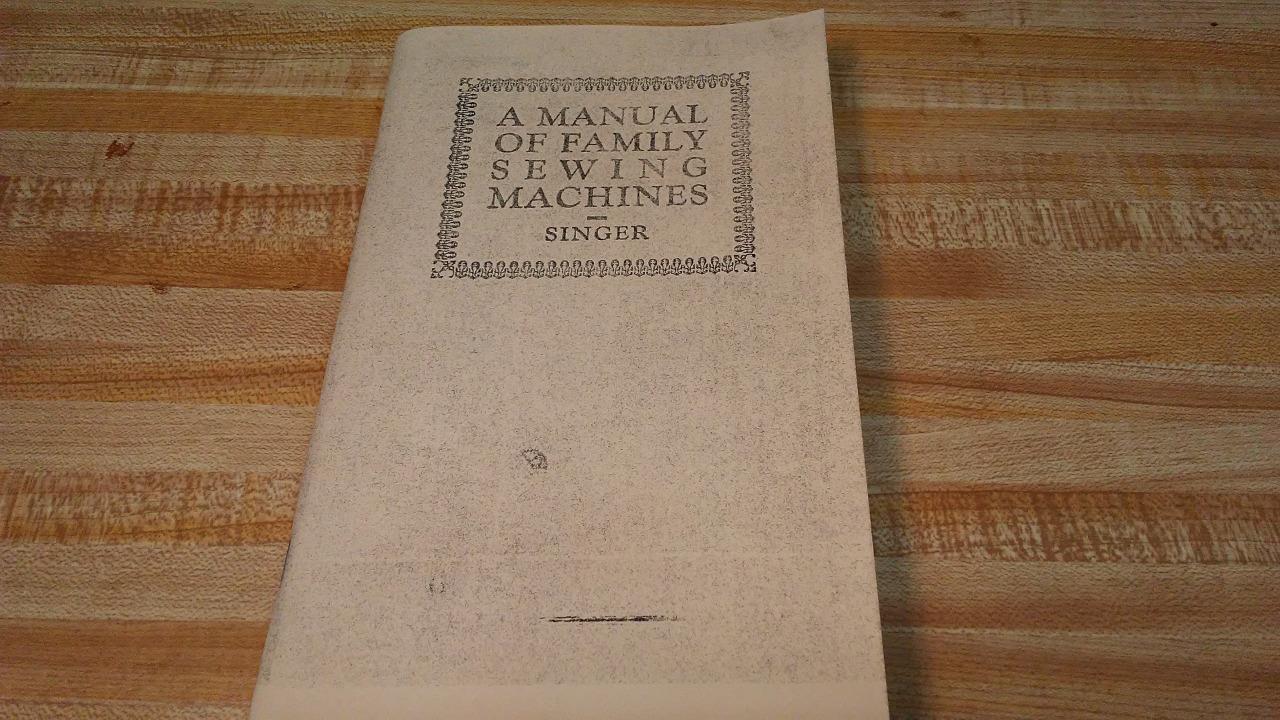 A MANUAL
OF FAMILY
SEWING
MACHINES
SINGER